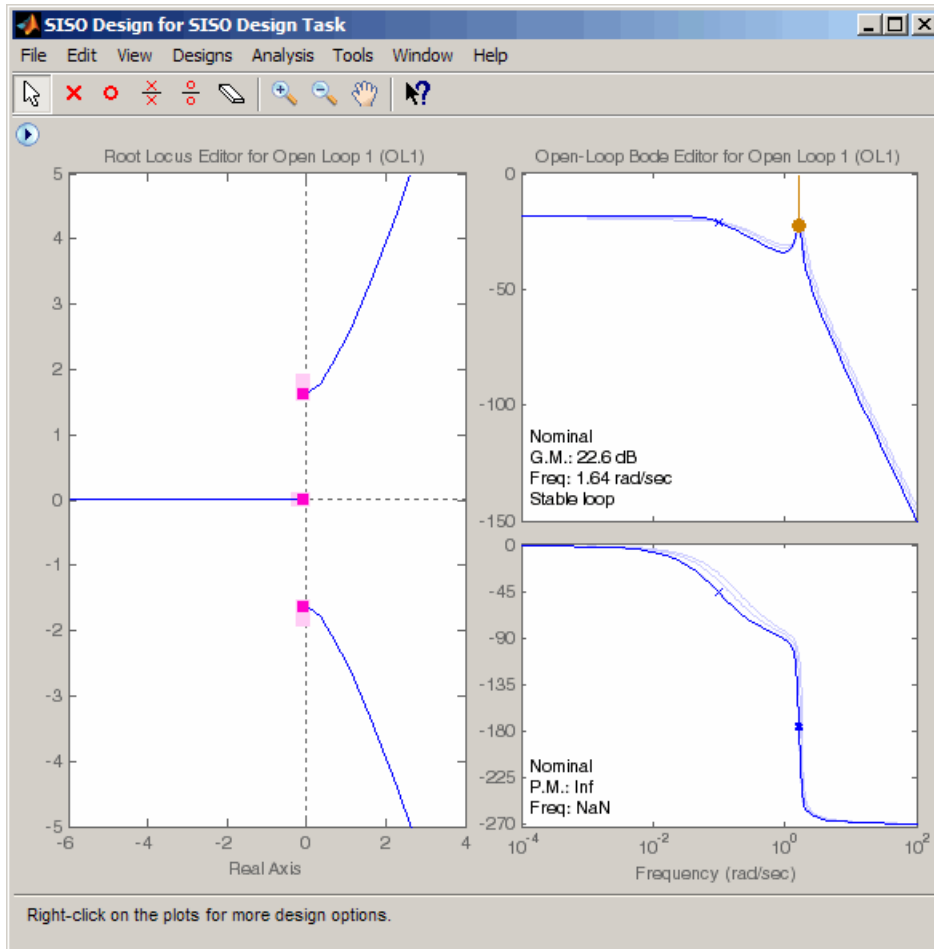 SISO Design for SISO Design Task
File Edit View Designs Analysis Tools Window Help
Root Locus Editor for Open Loop 1 (OL1)
5
4
3
2
1
0
-1
-2
-3
-4
-5
-6 -4 -2 0 2 4
Real Axis
Open-Loop Bode Editor for Open Loop 1 (OL1)
0
-50
-100
-150
Nominal
G.M.: 22.6 dB
Freq: 1.64 rad/sec
Stable loop
0
-45
-90
-135
-180
-225
-270
Nominal
P.M.: Inf
Freq: NaN
10^-4 10^-2 10^0 10^2
Frequency (rad/sec)
Right-click on the plots for more design options.